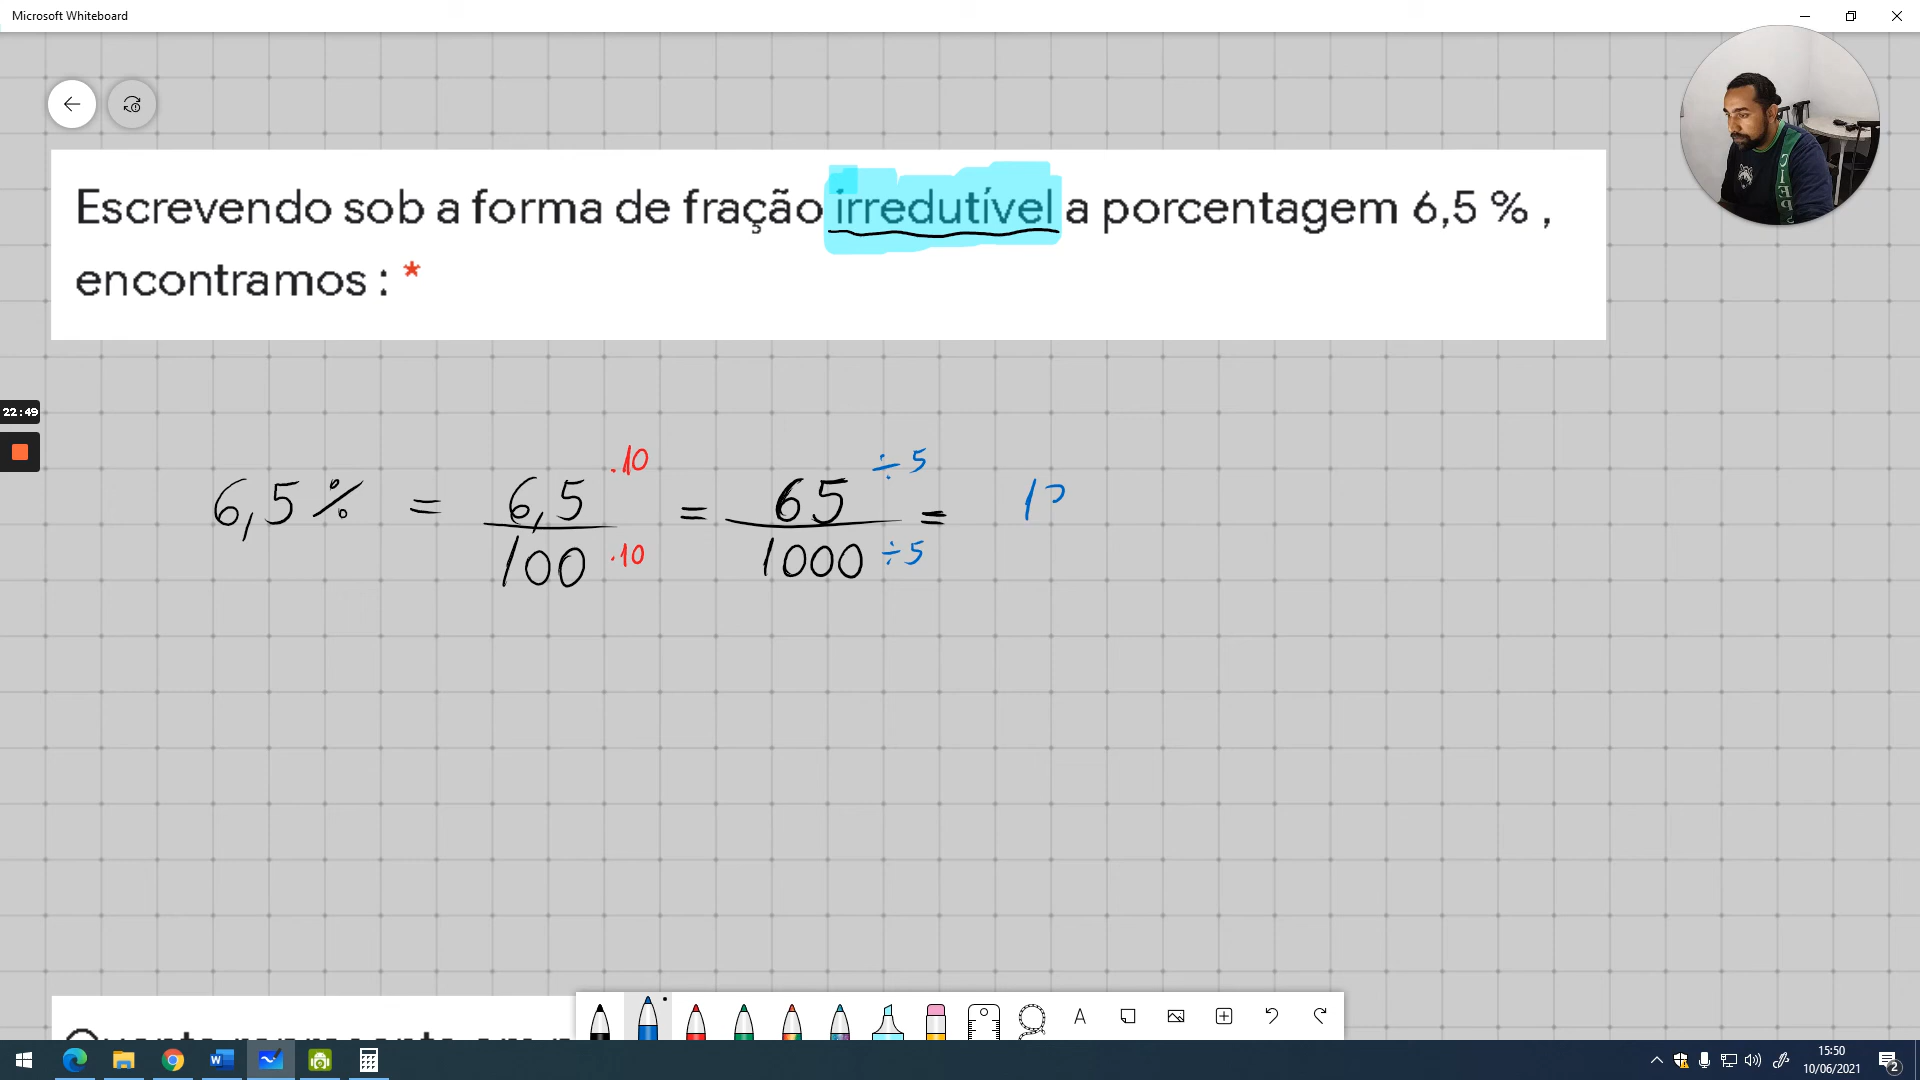 Microsoft Whiteboard
Escrevendo sob a forma de fração irredutível a porcentagem 6,5 % ,
encontramos : *
22:49
6,5 % = 6,5 .10 / 100 .10 = 65 ÷ 5 / 1000 ÷ 5 =
A
W
15:50
10/06/2021
2